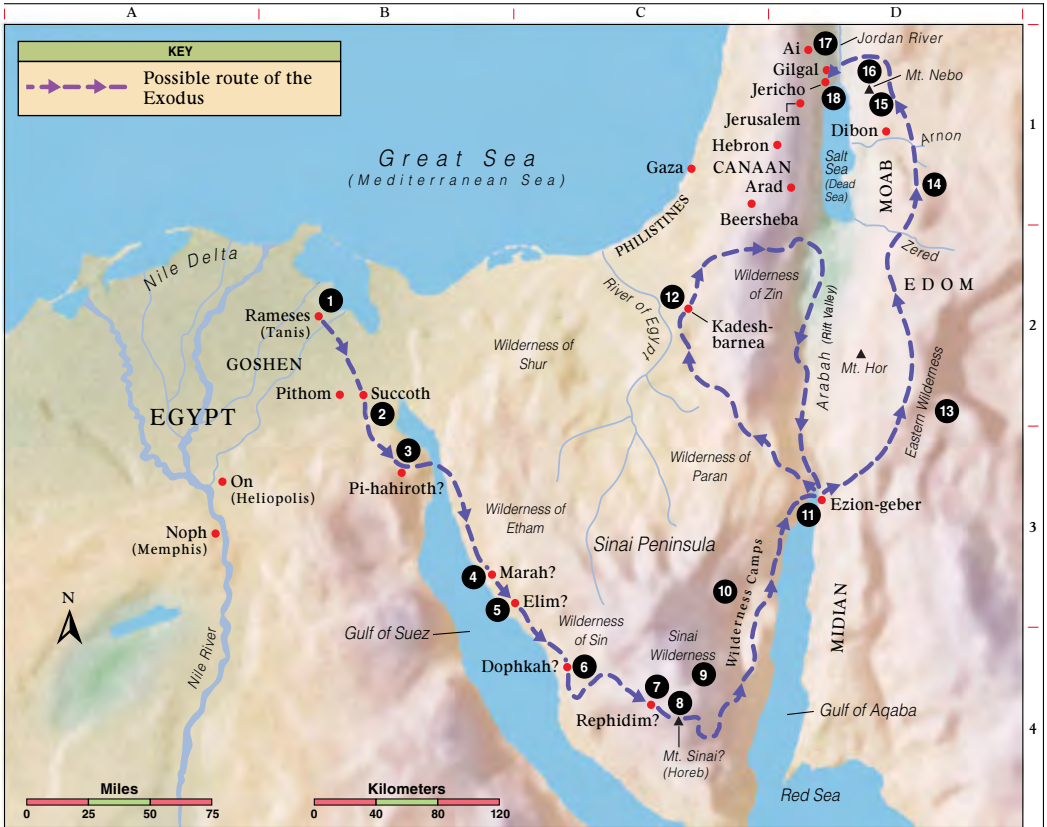 A B C D
KEY
Possible route of the
Exodus
17
Jordan River
Ai
Gilgal
16
Mt. Nebo
Jericho
18
15
Jerusalem
Dibon
Arnon
1
Great Sea
(Mediterranean Sea)
Hebron
Gaza
CANAAN
Salt
Sea
(Dead
Sea)
MOAB
14
Arad
Beersheba
PHILISTINES
Nile Delta
Zered
Wilderness
of Zin
EDOM
1
Rameses
(Tanis)
12
River of Egypt
Kadesh-
barnea
Arabah (Rift Valley)
2
Wilderness of
Shur
Mt. Hor
GOSHEN
Pithom
Succoth
2
EGYPT
Eastern Wilderness
13
3
Wilderness of
Paran
Pi-hahiroth?
On
(Heliopolis)
Ezion-geber
11
Wilderness of
Etham
Noph
(Memphis)
Sinai Peninsula
3
4
Marah?
10
Wilderness Camps
N
5
Elim?
MIDIAN
Gulf of Suez
Wilderness
of Sin
Sinai
Wilderness
Nile River
Dophkah?
6
7
9
8
Rephidim?
Gulf of Aqaba
4
Mt. Sinai?
(Horeb)
Miles
0 25 50 75
Kilometers
0 40 80 120
Red Sea